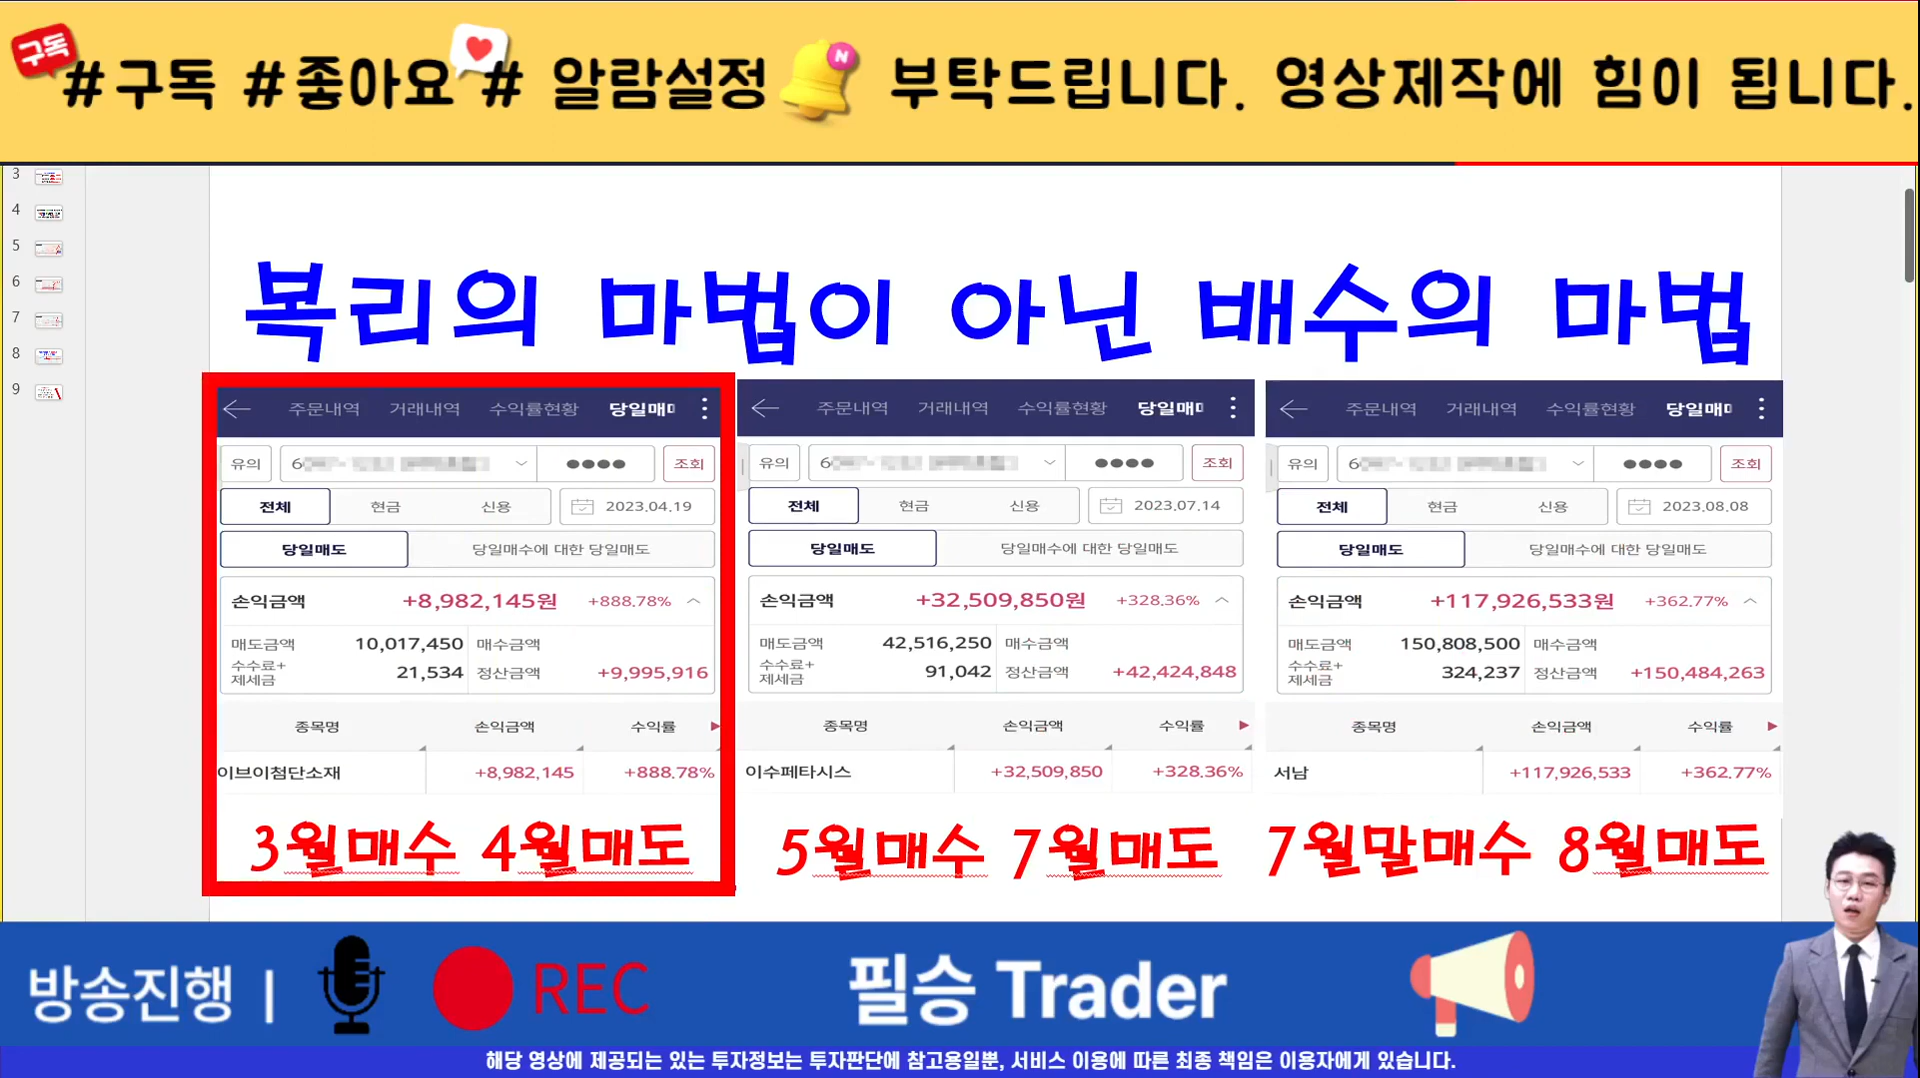 구독
#구독 #좋아요 # 알람설정 N 부탁드립니다. 영상제작에 힘이 됩니다.
3
4
5
6
7
8
9
복리의 마법이 아닌 배수의 마법
주문내역 거래내역 수익률현황 당일매
유의 6 ●●●● 조회
전체 현금 신용 2023.04.19
당일매도 당일매수에 대한 당일매도
손익금액 +8,982,145원 +888.78%
매도금액 10,017,450 매수금액
수수료+
제세금 21,534 정산금액 +9,995,916
종목명 손익금액 수익률
이브이첨단소재 +8,982,145 +888.78%
3월매수 4월매도
주문내역 거래내역 수익률현황 당일매
유의 6 ●●●● 조회
전체 현금 신용 2023.07.14
당일매도 당일매수에 대한 당일매도
손익금액 +32,509,850원 +328.36%
매도금액 42,516,250 매수금액
수수료+
제세금 91,042 정산금액 +42,424,848
종목명 손익금액 수익률
이수페타시스 +32,509,850 +328.36%
5월매수 7월매도
주문내역 거래내역 수익률현황 당일매
유의 6 ●●●● 조회
전체 현금 신용 2023.08.08
당일매도 당일매수에 대한 당일매도
손익금액 +117,926,533원 +362.77%
매도금액 150,808,500 매수금액
수수료+
제세금 324,237 정산금액 +150,484,263
종목명 손익금액 수익률
서남 +117,926,533 +362.77%
7월말매수 8월매도
방송진행 | REC 필승 Trader
해당 영상에 제공되는 있는 투자정보는 투자판단에 참고용일뿐, 서비스 이용에 따른 최종 책임은 이용자에게 있습니다.